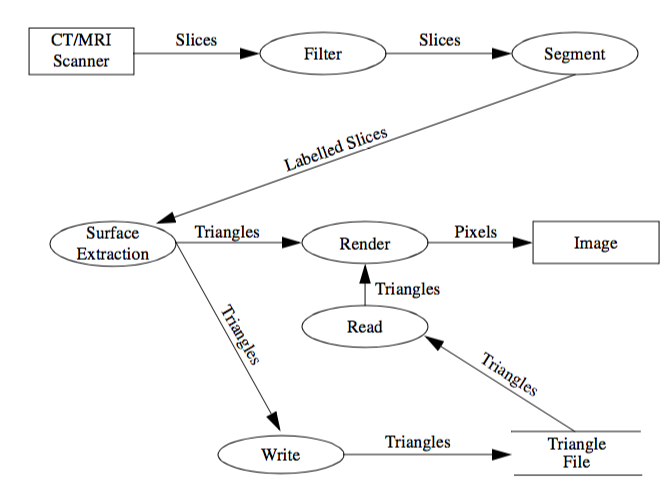 CT/MRI
Scanner
Slices
Filter
Slices
Segment
Labelled Slices
Surface
Extraction
Triangles
Render
Pixels
Image
Triangles
Read
Triangles
Triangles
Write
Triangles
Triangle
File